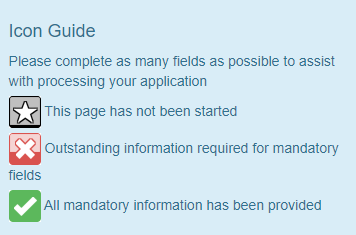 Icon Guide
Please complete as many fields as possible to assist
with processing your application
This page has not been started
Outstanding information required for mandatory
fields
All mandatory information has been provided